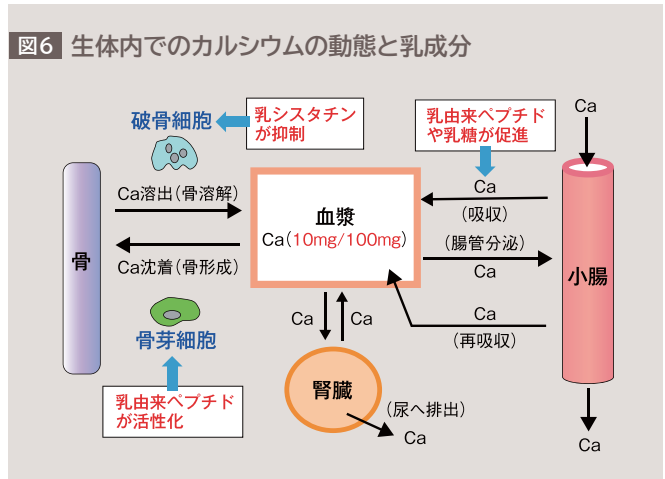 図6 生体内でのカルシウムの動態と乳成分
破骨細胞
乳シスタチン
が抑制
乳由来ペプチド
や乳糖が促進
Ca
Ca溶出(骨溶解)
骨
Ca沈着(骨形成)
血漿
Ca(10mg/100mg)
Ca
(吸収)
(腸管分泌)
Ca
Ca
(再吸収)
小腸
骨芽細胞
乳由来ペプチド
が活性化
Ca
Ca
腎臓
(尿へ排出)
Ca
Ca